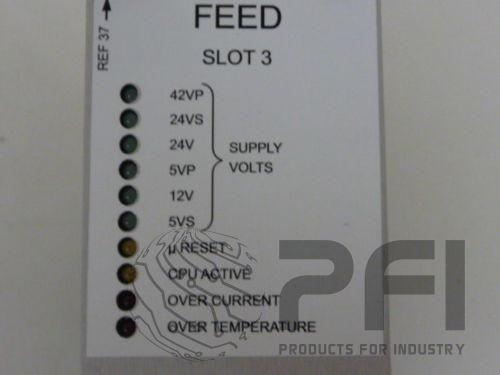 REF 37
FEED
SLOT 3
42VP
24VS
24V
5VP
12V
5VS
SUPPLY
VOLTS
µ RESET
CPU ACTIVE
OVER CURRENT
OVER TEMPERATURE
PFI
PRODUCTS FOR INDUSTRY